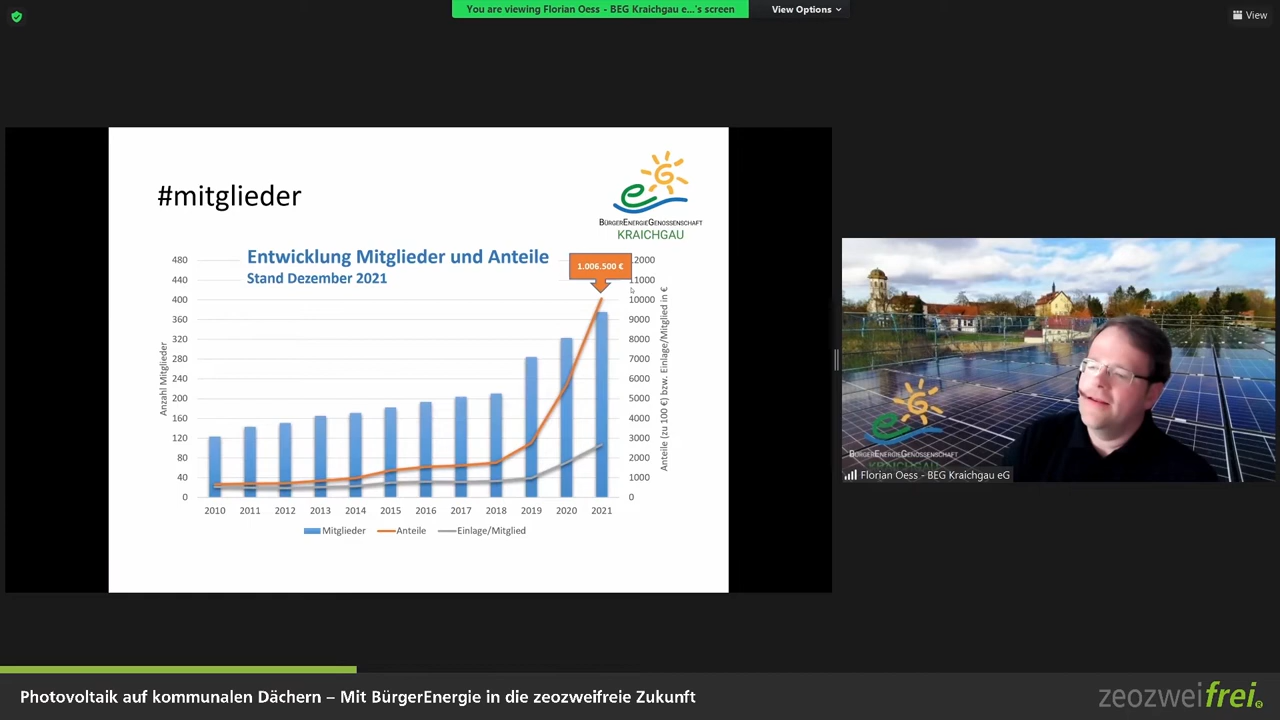 You are viewing Florian Oess - BEG Kraichgau e...'s screen
View Options
View
#mitglieder
BÜRGERENERGIEGENOSSENSCHAFT
KRAICHGAU
Entwicklung Mitglieder und Anteile
Stand Dezember 2021
1.006.500 €
Anzahl Mitglieder
480
440
400
360
320
280
240
200
160
120
80
40
0
12000
11000
10000
9000
8000
7000
6000
5000
4000
3000
2000
1000
0
Anteile (zu 100 €) bzw. Einlage/Mitglied in €
2010 2011 2012 2013 2014 2015 2016 2017 2018 2019 2020 2021
Mitglieder Anteile Einlage/Mitglied
BÜRGERENERGIEGENOSSENSCHAFT
KRAICHGAU
Florian Oess - BEG Kraichgau eG
Photovoltaik auf kommunalen Dächern – Mit BürgerEnergie in die zeozweifreie Zukunft
zeozweifrei.